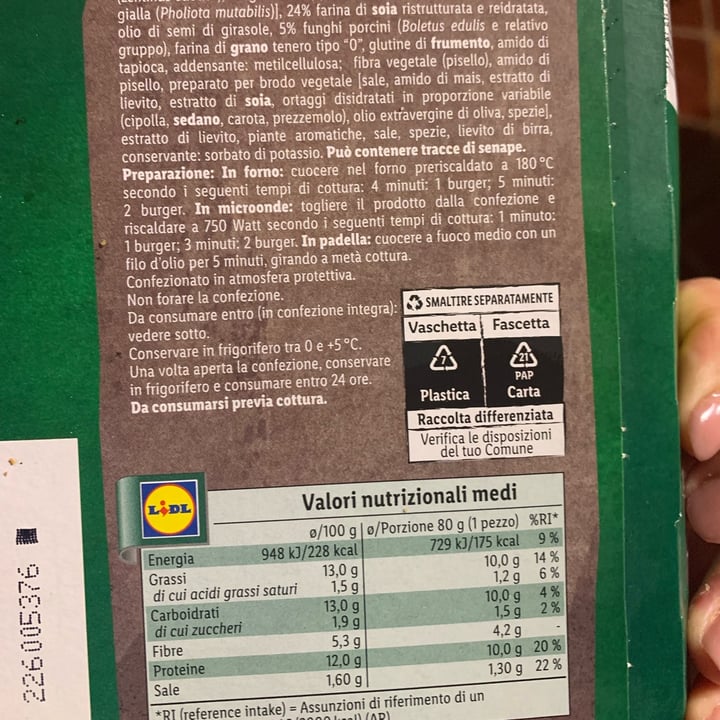 gialla (Pholiota mutabilis)], 24% farina di soia ristrutturata e reidratata,
olio di semi di girasole, 5% funghi porcini (Boletus edulis e relativo
gruppo), farina di grano tenero tipo "0", glutine di frumento, amido di
tapioca, addensante: metilcellulosa; fibra vegetale (pisello), amido di
pisello, preparato per brodo vegetale [sale, amido di mais, estratto di
lievito, estratto di soia, ortaggi disidratati in proporzione variabile
(cipolla, sedano, carota, prezzemolo), olio extravergine di oliva, spezie],
estratto di lievito, piante aromatiche, sale, spezie, lievito di birra,
conservante: sorbato di potassio. Può contenere tracce di senape.
Preparazione: In forno: cuocere nel forno preriscaldato a 180 °C
secondo i seguenti tempi di cottura: 4 minuti: 1 burger; 5 minuti:
2 burger. In microonde: togliere il prodotto dalla confezione e
riscaldare a 750 Watt secondo i seguenti tempi di cottura: 1 minuto:
1 burger; 3 minuti: 2 burger. In padella: cuocere a fuoco medio con un
filo d'olio per 5 minuti, girando a metà cottura.
Confezionato in atmosfera protettiva.
Non forare la confezione.
Da consumare entro (in confezione integra):
vedere sotto.
Conservare in frigorifero tra 0 e +5 °C.
Una volta aperta la confezione, conservare
in frigorifero e consumare entro 24 ore.
Da consumarsi previa cottura.
SMALTIRE SEPARATAMENTE
Vaschetta Fascetta
7 21
PAP
Plastica Carta
Raccolta differenziata
Verifica le disposizioni
del tuo Comune
LIDL
Valori nutrizionali medi
ø/100 g ø/Porzione 80 g (1 pezzo) %RI*
Energia 948 kJ/228 kcal 729 kJ/175 kcal 9 %
Grassi 13,0 g 10,0 g 14 %
di cui acidi grassi saturi 1,5 g 1,2 g 6 %
Carboidrati 13,0 g 10,0 g 4 %
di cui zuccheri 1,9 g 1,5 g 2 %
Fibre 5,3 g 4,2 g -
Proteine 12,0 g 10,0 g 20 %
Sale 1,60 g 1,30 g 22 %
*RI (reference intake) = Assunzioni di riferimento di un
226005376